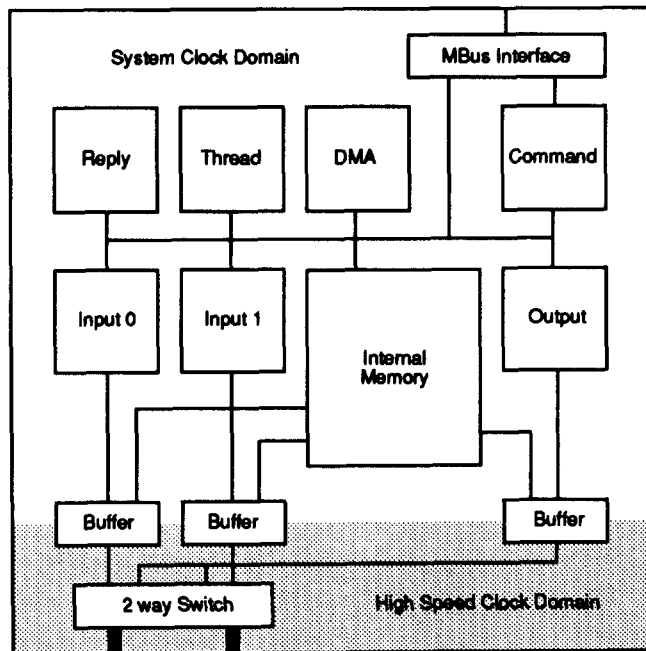 System Clock Domain
MBus Interface
Reply
Thread
DMA
Command
Input 0
Input 1
Internal
Memory
Output
Buffer
Buffer
Buffer
2 way Switch
High Speed Clock Domain